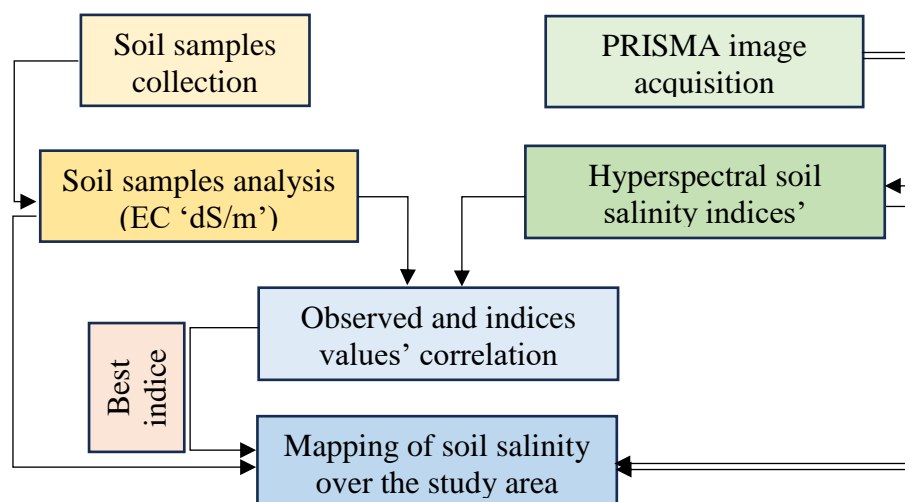 Soil samples
collection
PRISMA image
acquisition
Soil samples analysis
(EC ‘dS/m’)
Hyperspectral soil
salinity indices’
Observed and indices
values’ correlation
Best
indice
Mapping of soil salinity
over the study area